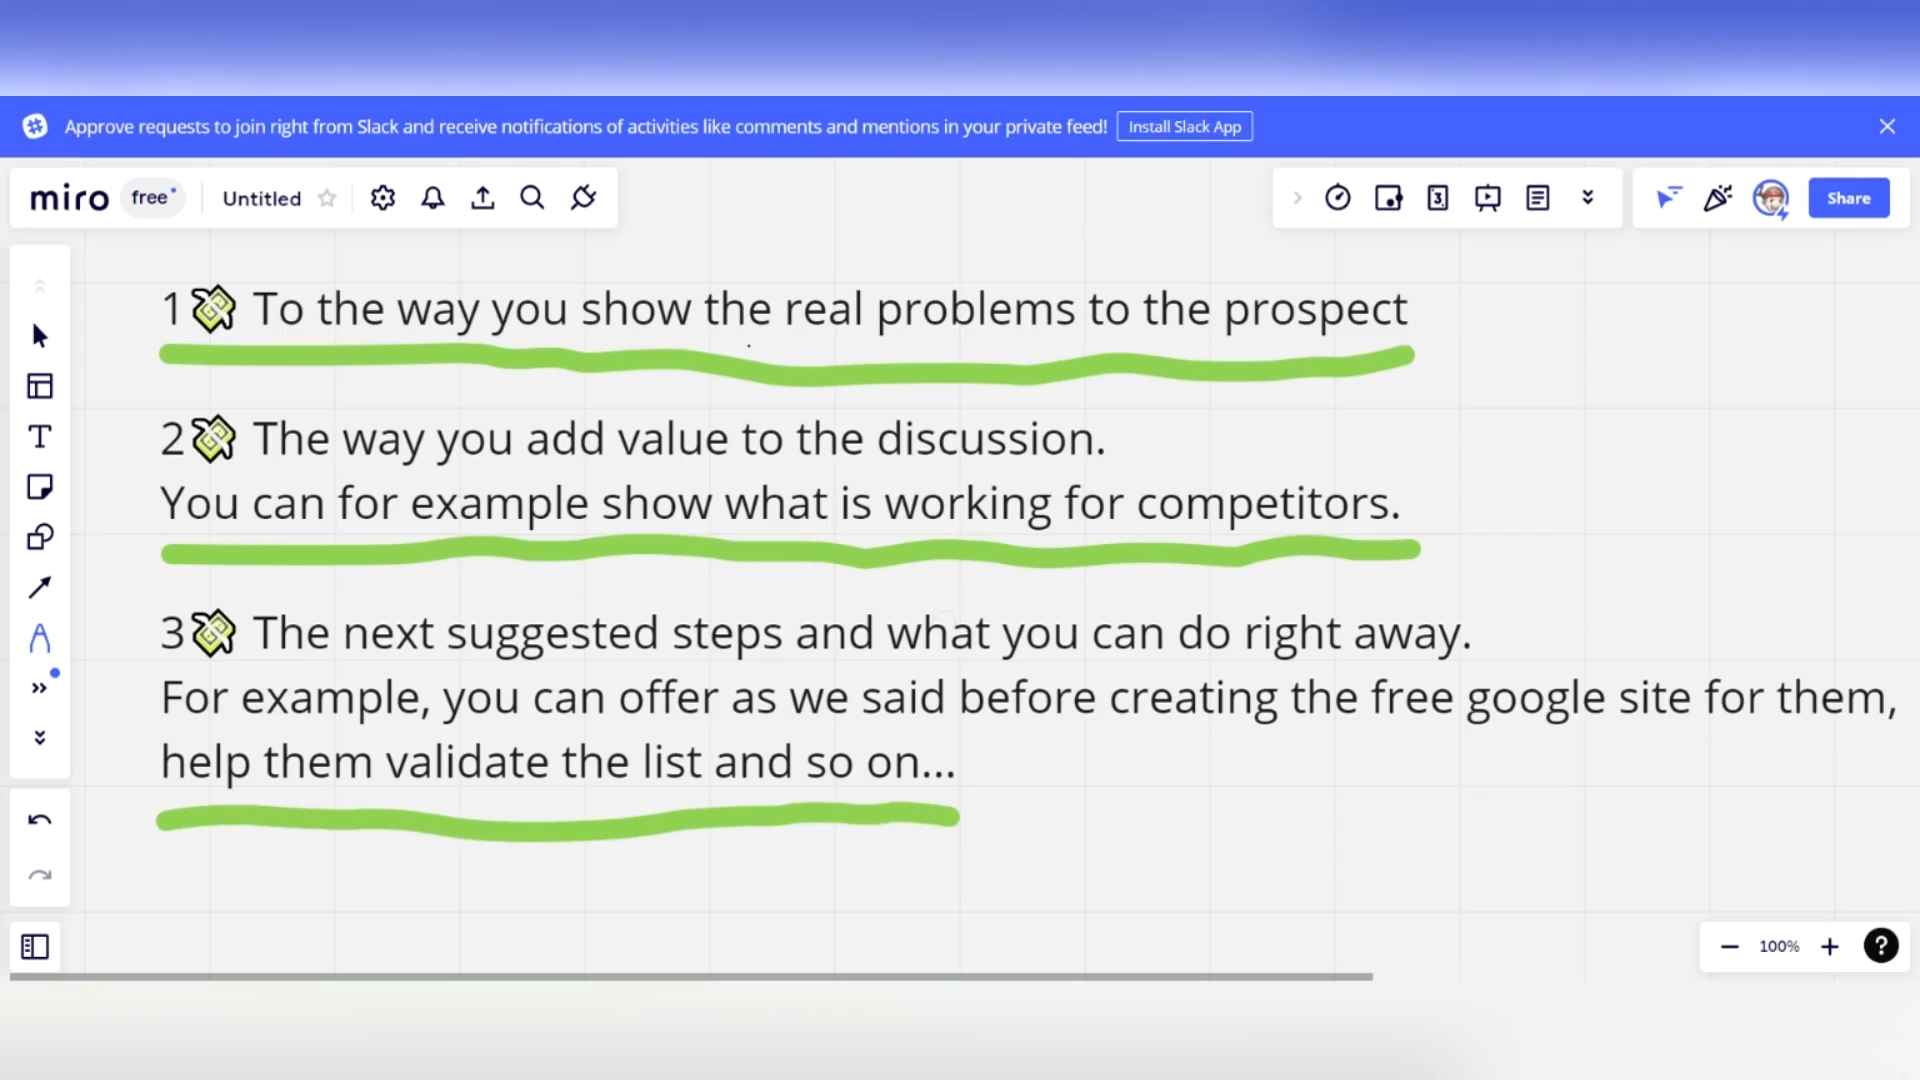 Approve requests to join right from Slack and receive notifications of activities like comments and mentions in your private feed! Install Slack App
miro free Untitled 3 Share
1 To the way you show the real problems to the prospect
2 The way you add value to the discussion.
You can for example show what is working for competitors.
3 The next suggested steps and what you can do right away.
For example, you can offer as we said before creating the free google site for them,
help them validate the list and so on...
100% ?